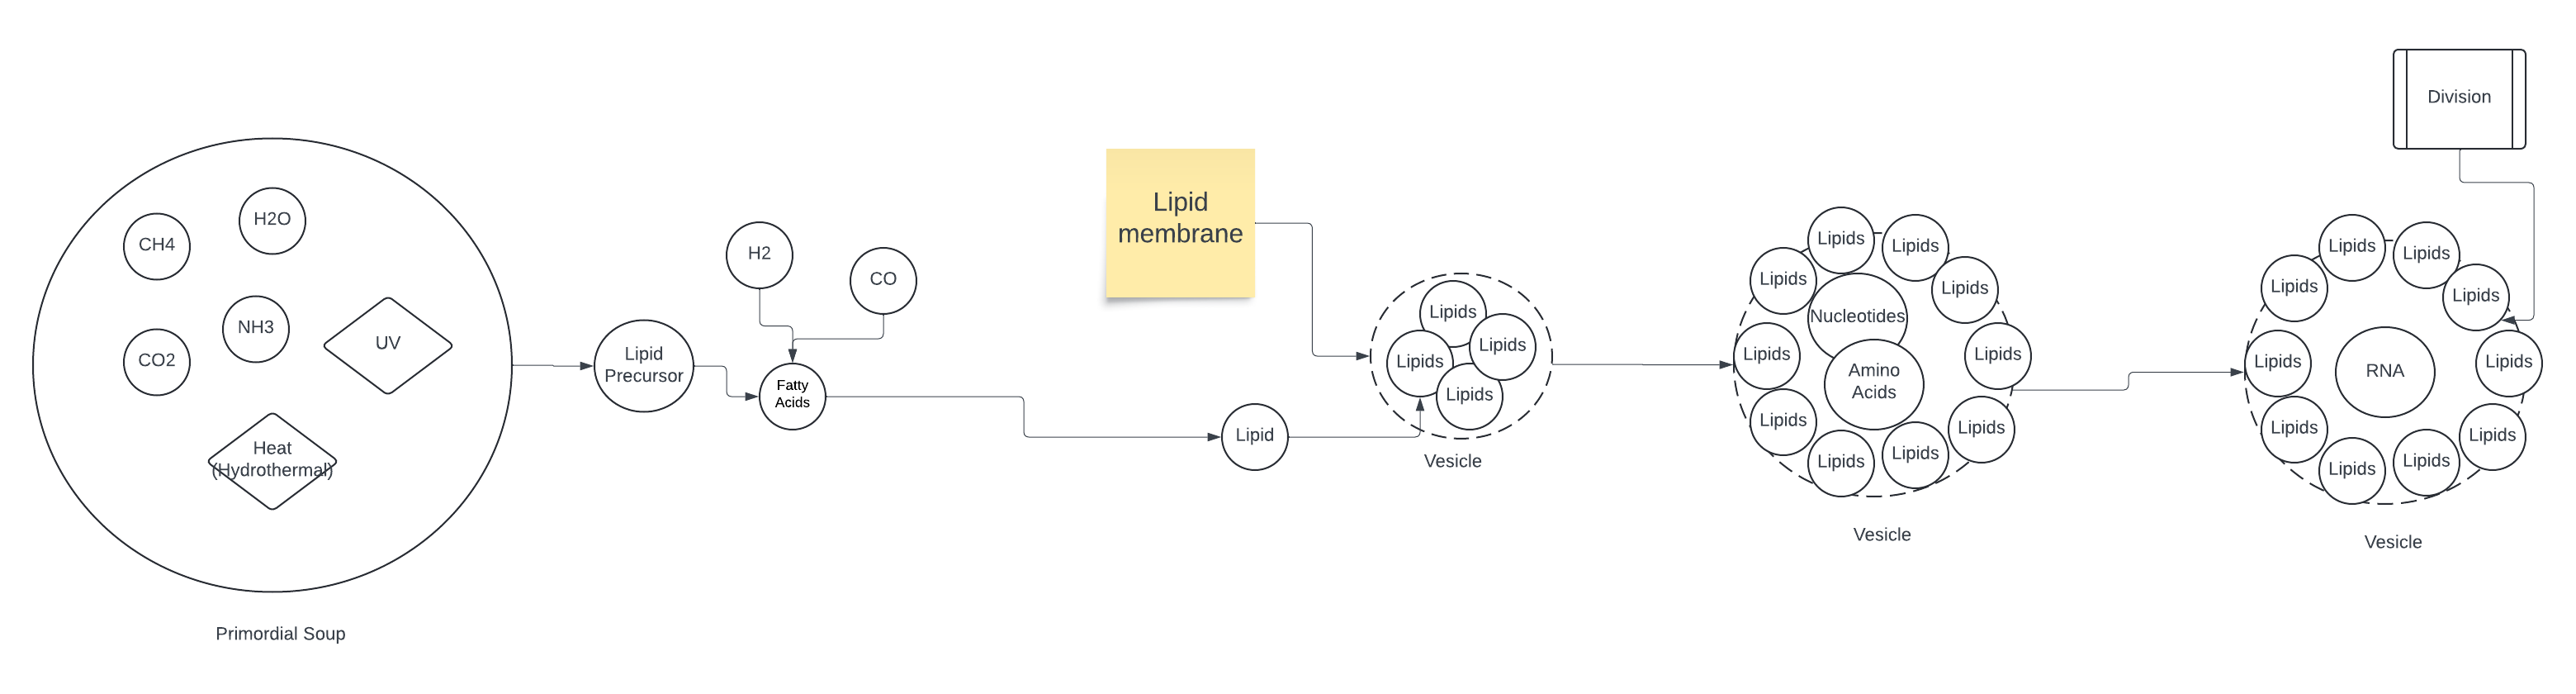 CH4
H2O
NH3
CO2
UV
Heat
(Hydrothermal)
Primordial Soup
Lipid
Precursor
H2
CO
Fatty
Acids
Lipid
membrane
Lipid
Lipids
Lipids
Lipids
Lipids
Vesicle
Lipids
Lipids
Lipids
Lipids
Nucleotides
Lipids
Lipids
Amino
Acids
Lipids
Lipids
Lipids
Lipids
Vesicle
Division
Lipids
Lipids
Lipids
Lipids
Lipids
Lipids
RNA
Lipids
Lipids
Lipids
Lipids
Vesicle